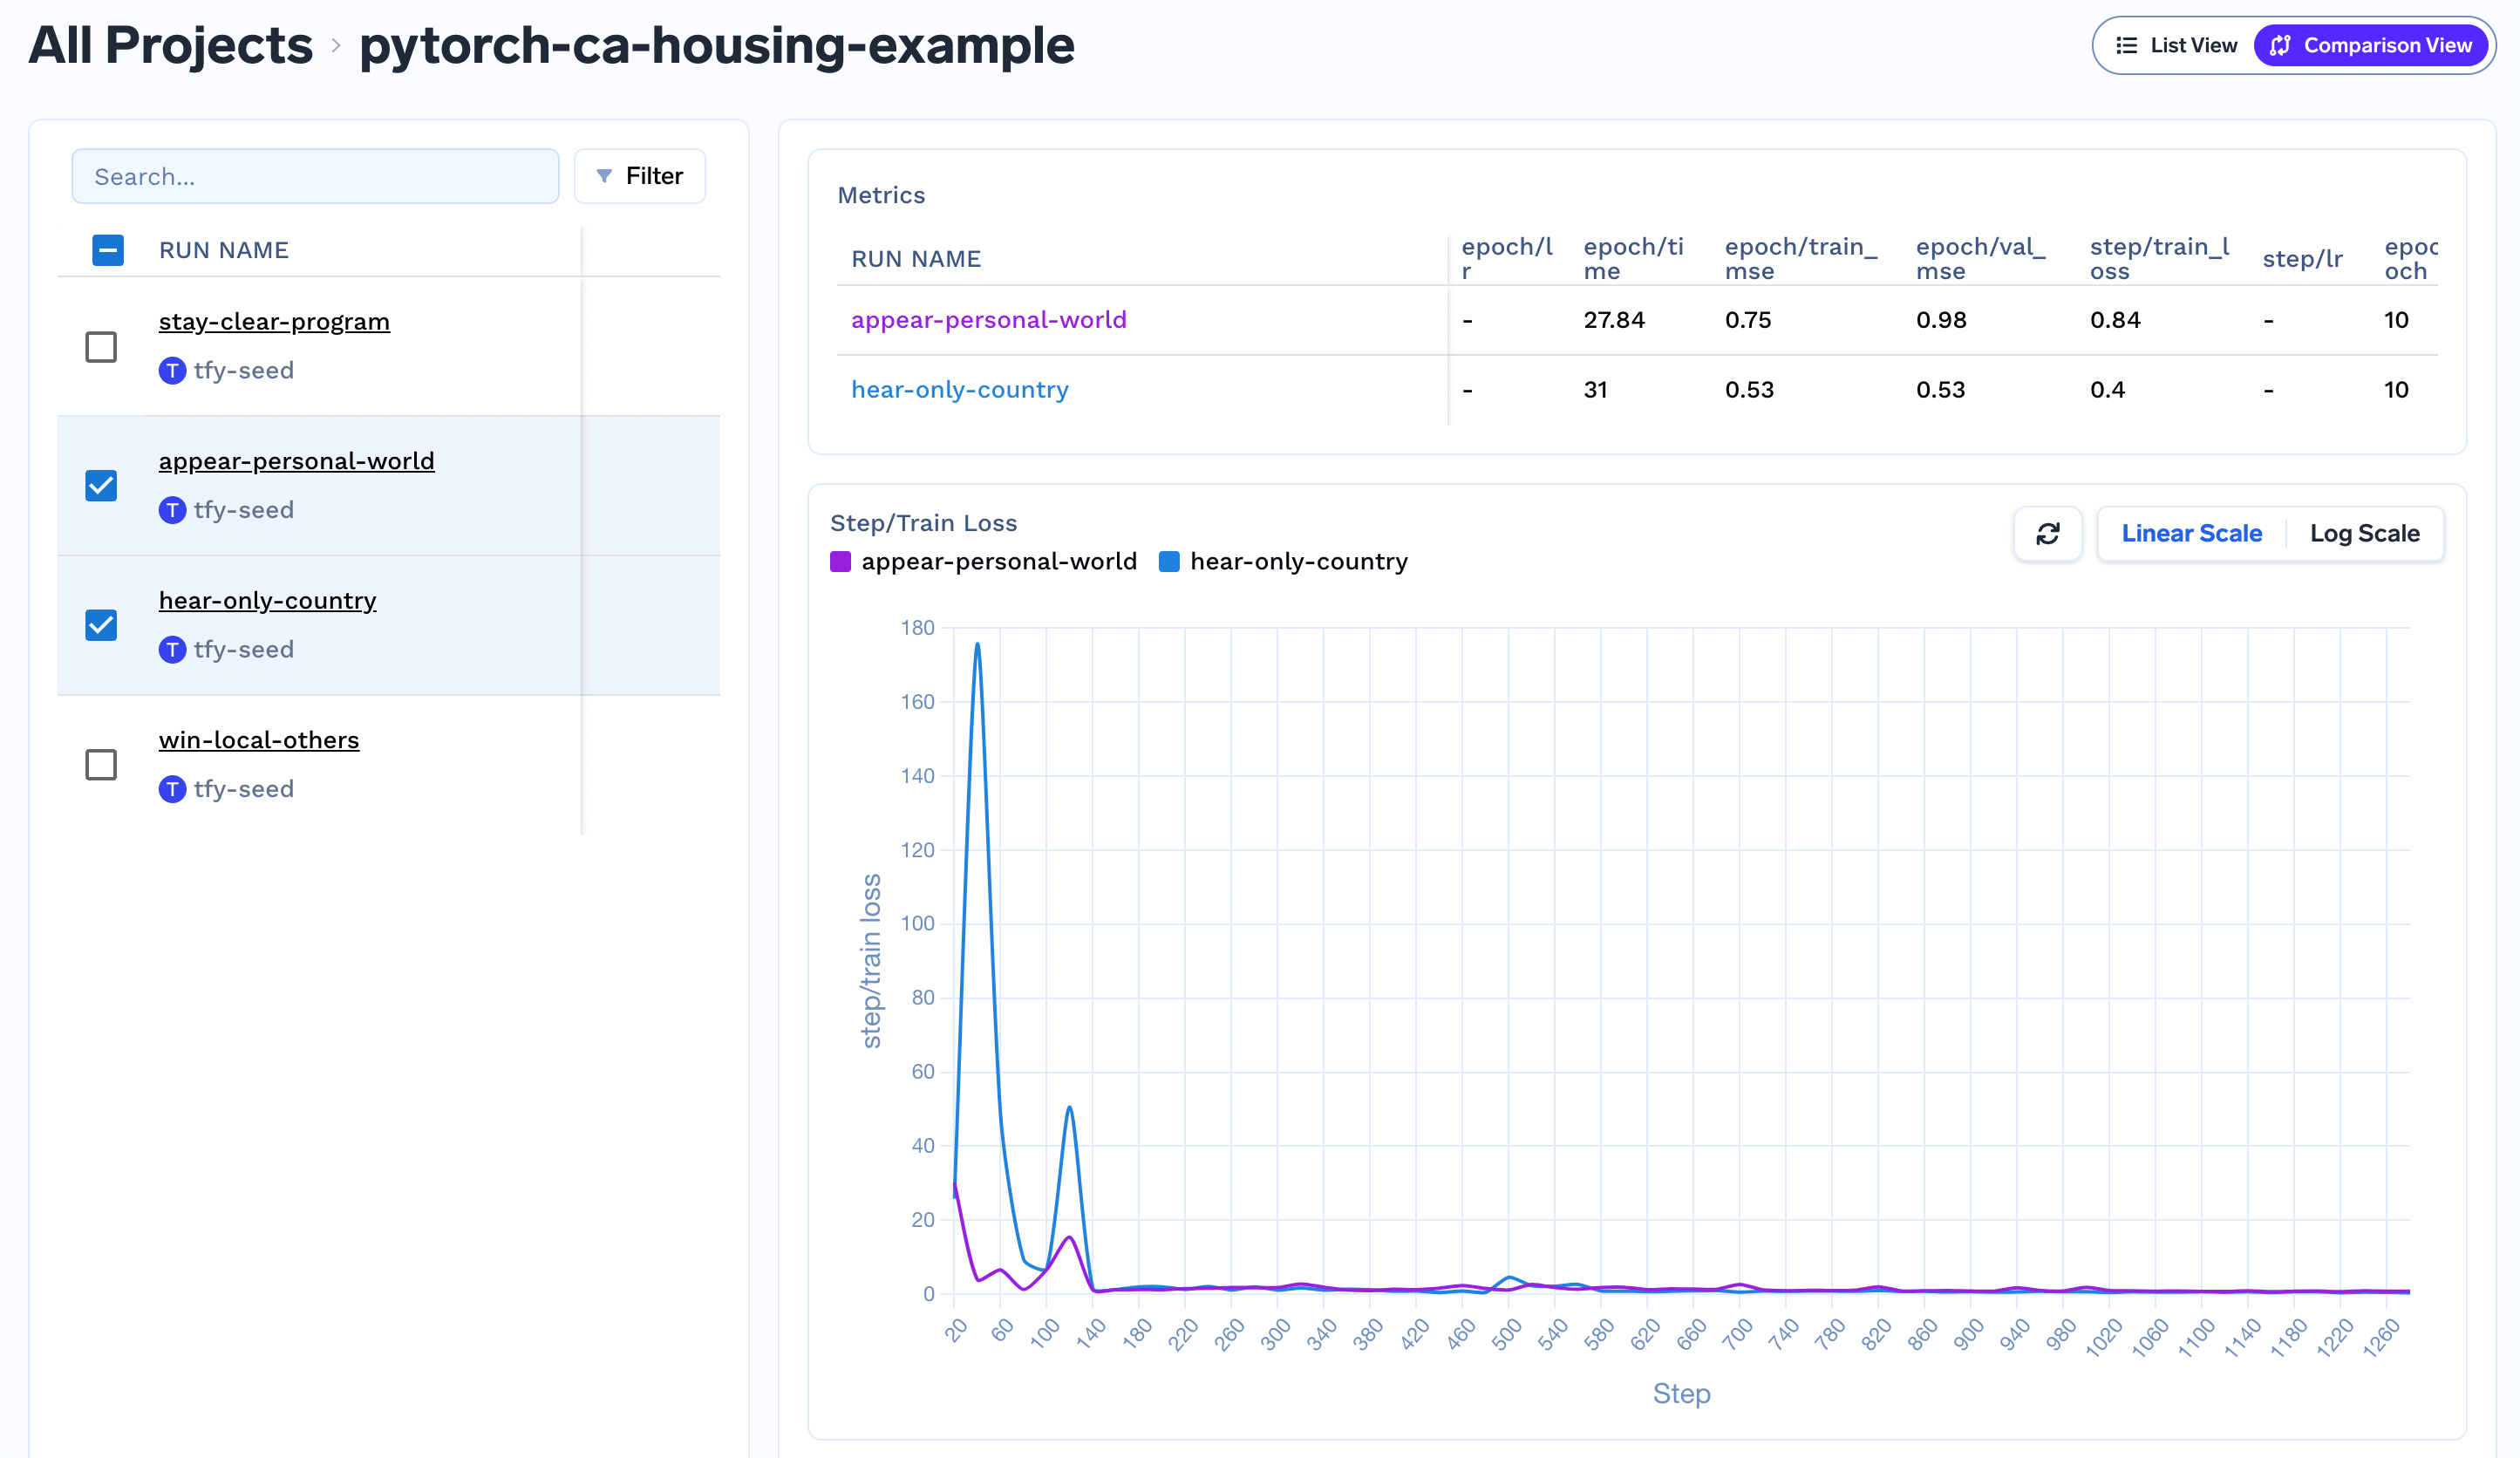 All Projects › pytorch-ca-housing-example
List View
Comparison View
Search...
Filter
RUN NAME
stay-clear-program
T tfy-seed
appear-personal-world
T tfy-seed
hear-only-country
T tfy-seed
win-local-others
T tfy-seed
Metrics
RUN NAME epoch/lr epoch/time epoch/train_mse epoch/val_mse step/train_loss step/lr epoc och
appear-personal-world - 27.84 0.75 0.98 0.84 - 10
hear-only-country - 31 0.53 0.53 0.4 - 10
Step/Train Loss
appear-personal-world hear-only-country
Linear Scale Log Scale
step/train loss
180
160
140
120
100
80
60
40
20
0
20 60 100 140 180 220 260 300 340 380 420 460 500 540 580 620 660 700 740 780 820 860 900 940 980 1020 1060 1100 1140 1180 1220 1260
Step